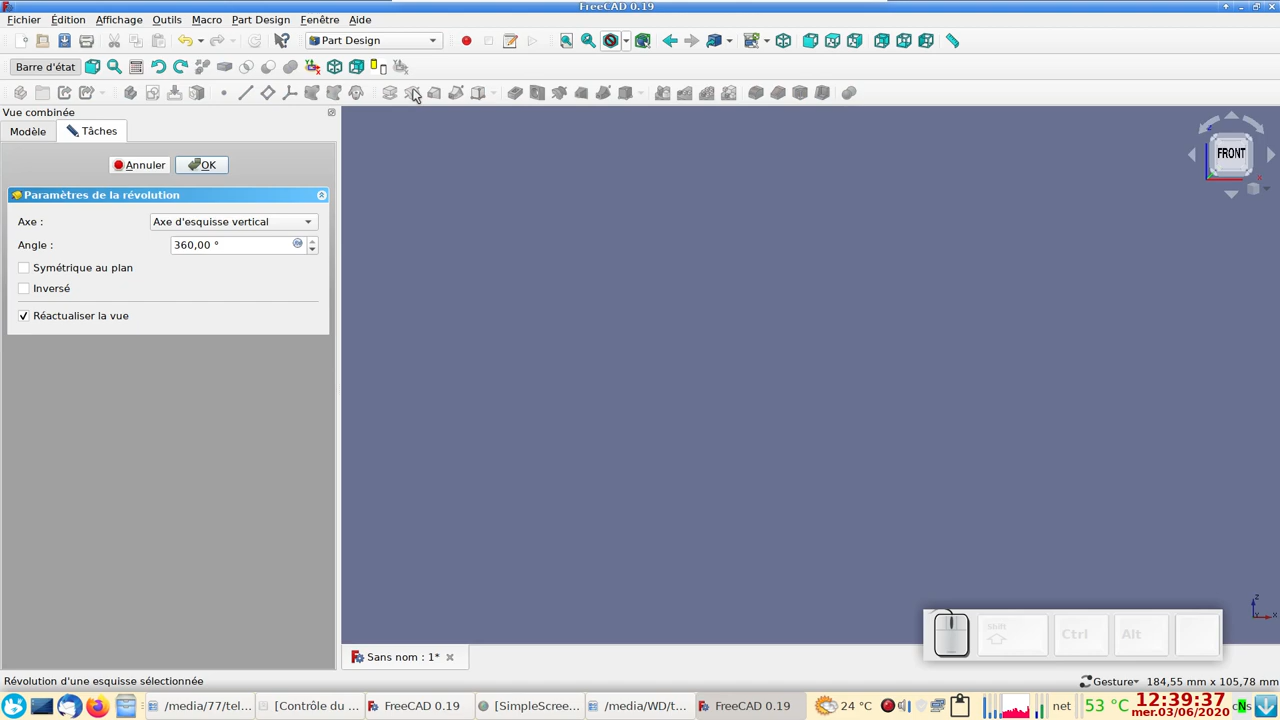 FreeCAD 0.19
Fichier Édition Affichage Outils Macro Part Design Fenêtre Aide
Part Design
Barre d'état
Vue combinée
Modèle Tâches
Annuler OK
Paramètres de la révolution
Axe : Axe d'esquisse vertical
Angle : 360,00 °
Symétrique au plan
Inversé
Réactualiser la vue
FRONT
Shift Ctrl Alt
Sans nom : 1*
Révolution d'une esquisse sélectionnée
Gesture 184,55 mm x 105,78 mm
/media/77/tel... [Contrôle du ... FreeCAD 0.19 [SimpleScree... /media/WD/t... FreeCAD 0.19 24 °C net 53 °C 12:39:37
mer.03/06/2020